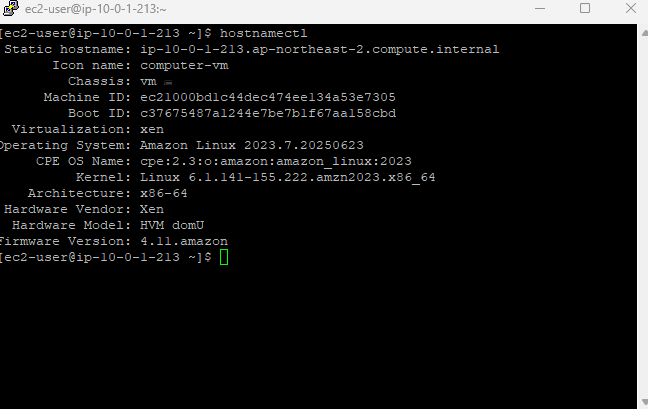 ec2-user@ip-10-0-1-213:~
[ec2-user@ip-10-0-1-213 ~]$ hostnamectl
Static hostname: ip-10-0-1-213.ap-northeast-2.compute.internal
Icon name: computer-vm
Chassis: vm
Machine ID: ec21000bd1c44dec474ee134a53e7305
Boot ID: c37675487a1244e7be7b1f67aa158cbd
Virtualization: xen
Operating System: Amazon Linux 2023.7.20250623
CPE OS Name: cpe:2.3:o:amazon:amazon_linux:2023
Kernel: Linux 6.1.141-155.222.amzn2023.x86_64
Architecture: x86-64
Hardware Vendor: Xen
Hardware Model: HVM domU
Firmware Version: 4.11.amazon
[ec2-user@ip-10-0-1-213 ~]$